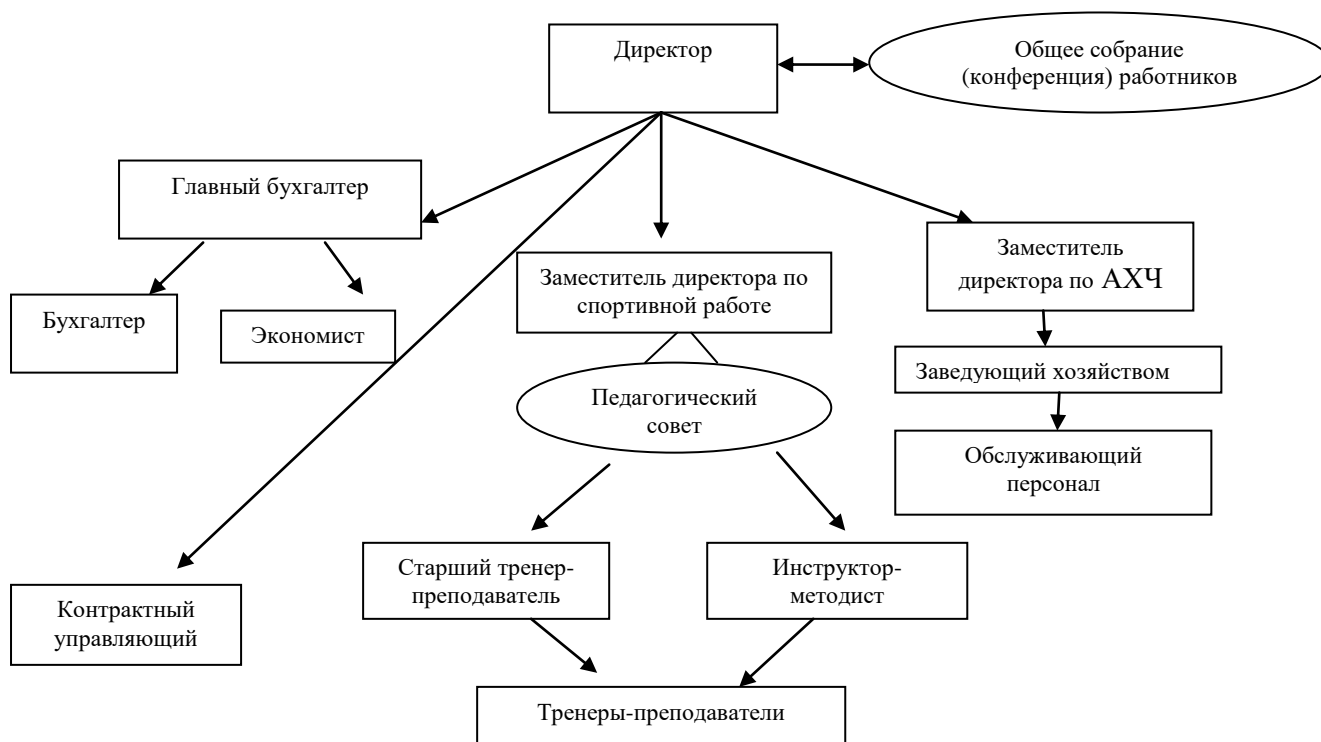 Директор
Общее собрание
(конференция) работников
Главный бухгалтер
Заместитель
директора по АХЧ
Заместитель директора по
спортивной работе
Бухгалтер
Экономист
Заведующий хозяйством
Педагогический
совет
Обслуживающий
персонал
Старший тренер-
преподаватель
Инструктор-
методист
Контрактный
управляющий
Тренеры-преподаватели